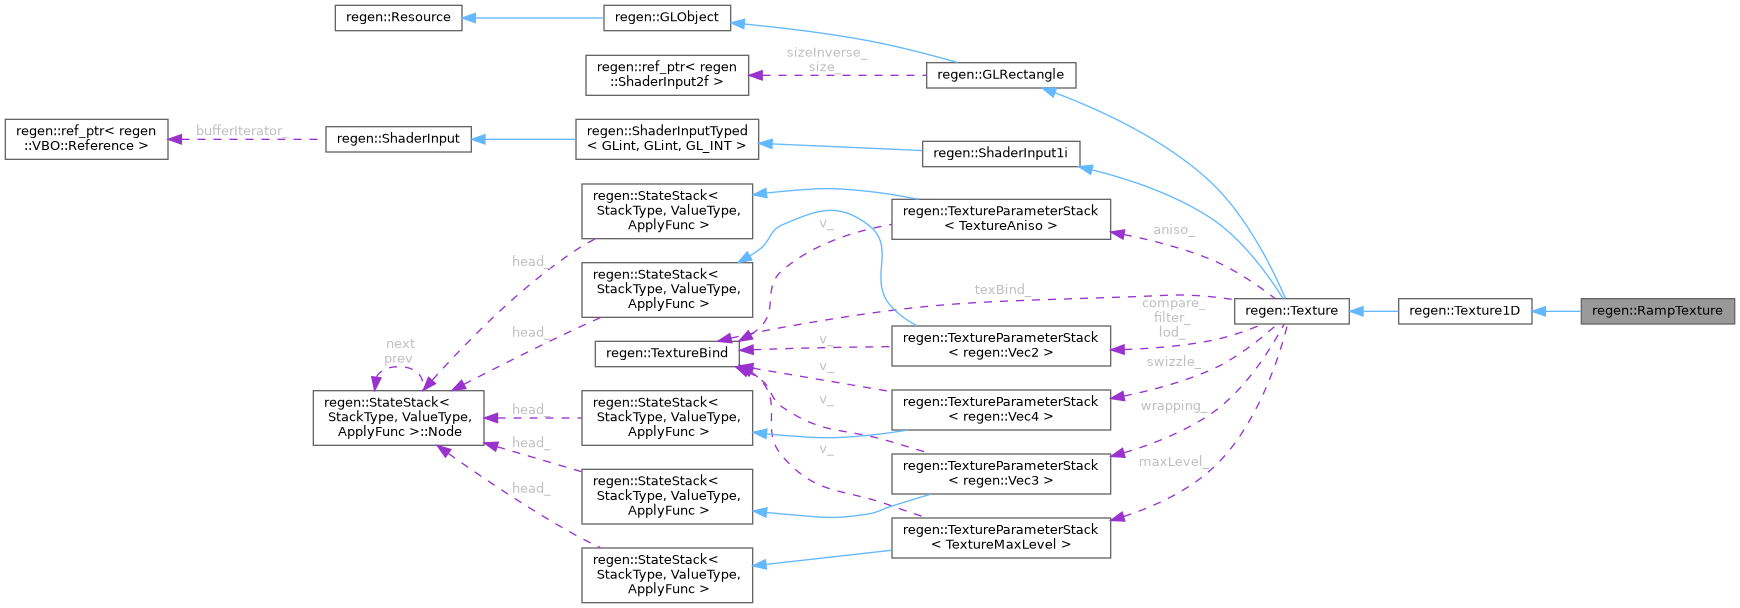 regen::Resource
regen::GLObject
sizeInverse_
size_
regen::ref_ptr< regen
::ShaderInput2f >
regen::GLRectangle
regen::ref_ptr< regen
::VBO::Reference >
bufferIterator_
regen::ShaderInput
regen::ShaderInputTyped
< GLint, GLint, GL_INT >
regen::ShaderInput1i
regen::StateStack<
StackType, ValueType,
ApplyFunc >
regen::TextureParameterStack
< TextureAniso >
v_
aniso_
head_
regen::StateStack<
StackType, ValueType,
ApplyFunc >
texBind_
compare_
filter_
lod_
regen::Texture
regen::Texture1D
regen::RampTexture
head_
regen::TextureParameterStack
< regen::Vec2 >
v_
next
prev
regen::TextureBind
v_
swizzle_
regen::StateStack<
StackType, ValueType,
ApplyFunc >::Node
head_
regen::StateStack<
StackType, ValueType,
ApplyFunc >
v_
regen::TextureParameterStack
< regen::Vec4 >
wrapping_
head_
v_
regen::TextureParameterStack
< regen::Vec3 >
maxLevel_
head_
regen::StateStack<
StackType, ValueType,
ApplyFunc >
regen::TextureParameterStack
< TextureMaxLevel >
regen::StateStack<
StackType, ValueType,
ApplyFunc >